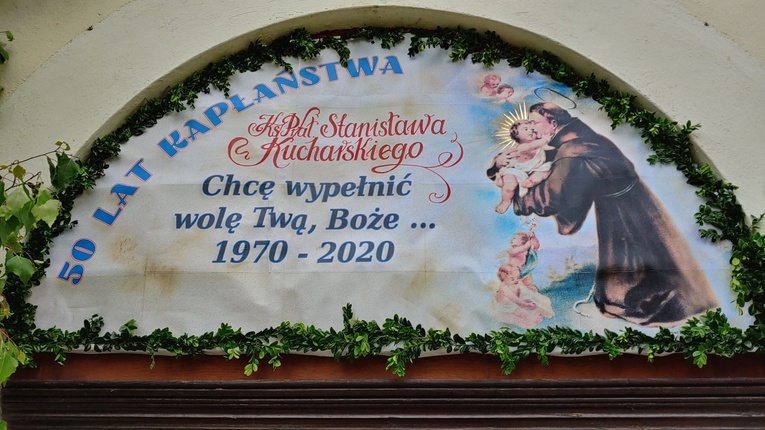 50 LAT KAPŁAŃSTWA
Ks Prał Stanisława
Kucharskiego
Chcę wypełnić
wolę Twą, Boże ...
1970 - 2020